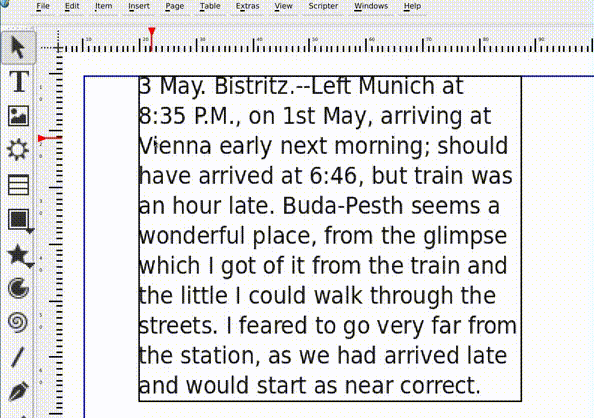 File Edit Item Insert Page Table Extras View Scripter Windows Help
3 May. Bistritz.--Left Munich at
8:35 P.M., on 1st May, arriving at
Vienna early next morning; should
have arrived at 6:46, but train was
an hour late. Buda-Pesth seems a
wonderful place, from the glimpse
which I got of it from the train and
the little I could walk through the
streets. I feared to go very far from
the station, as we had arrived late
and would start as near correct.